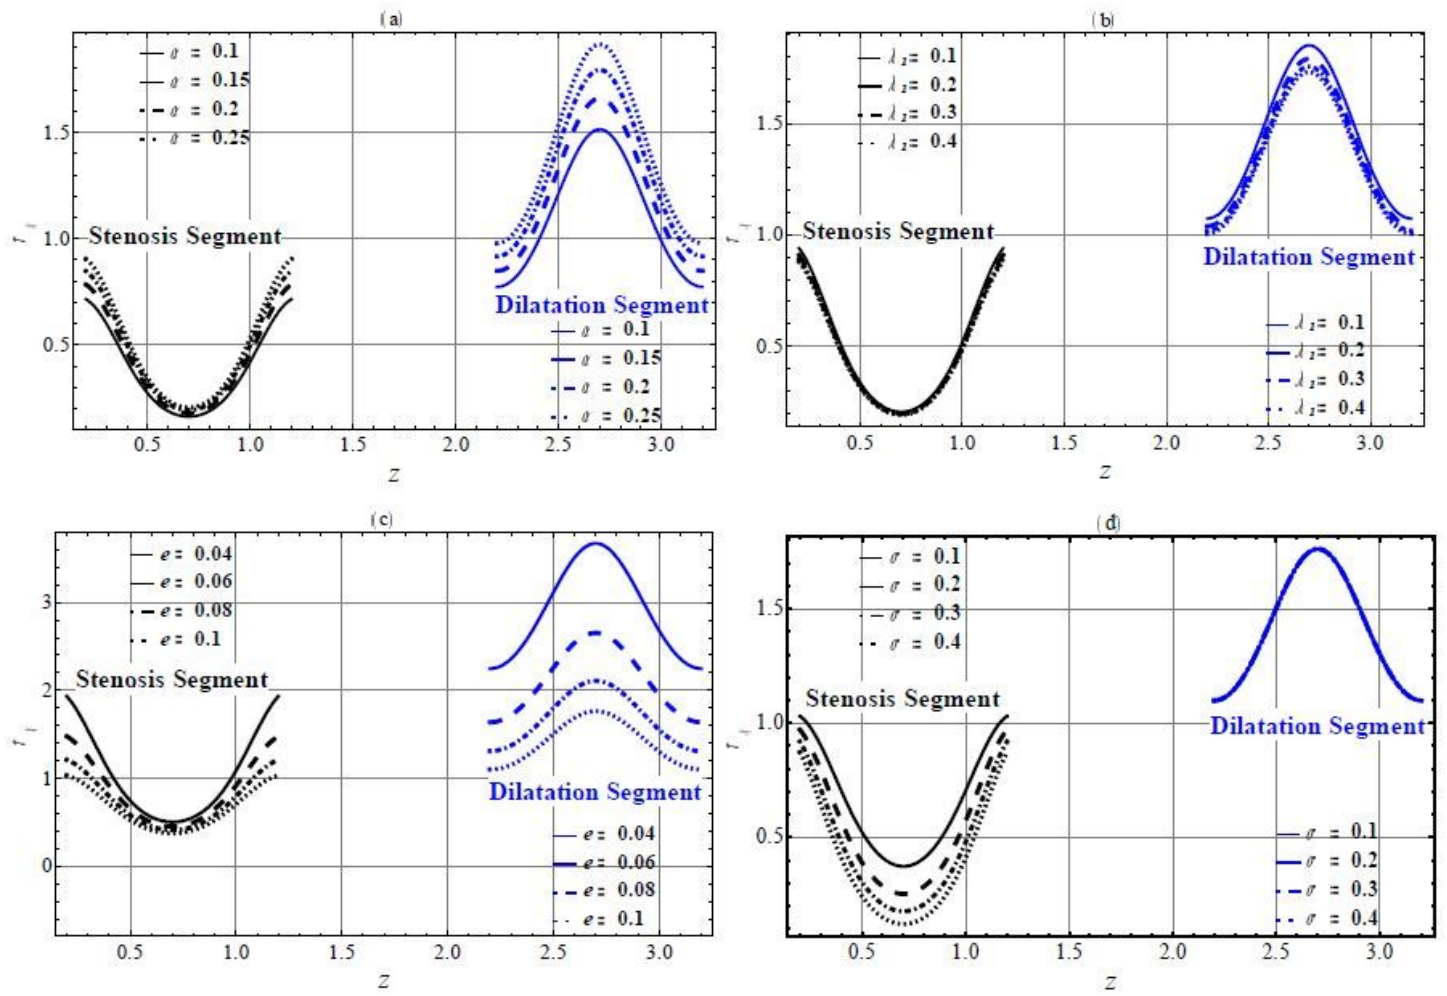 (a)
α = 0.1
α = 0.15
α = 0.2
α = 0.25
1.5
1.0
0.5
Stenosis Segment
Dilatation Segment
α = 0.1
α = 0.15
α = 0.2
α = 0.25
0.5 1.0 1.5 2.0 2.5 3.0
z
(b)
λ1= 0.1
λ1= 0.2
λ1= 0.3
λ1= 0.4
1.5
1.0
0.5
Stenosis Segment
Dilatation Segment
λ1= 0.1
λ1= 0.2
λ1= 0.3
λ1= 0.4
0.5 1.0 1.5 2.0 2.5 3.0
z
(c)
e = 0.04
e = 0.06
e = 0.08
e = 0.1
3
2
1
0
Stenosis Segment
Dilatation Segment
e = 0.04
e = 0.06
e = 0.08
e = 0.1
0.5 1.0 1.5 2.0 2.5 3.0
z
(d)
σ = 0.1
σ = 0.2
σ = 0.3
σ = 0.4
1.5
1.0
0.5
Stenosis Segment
Dilatation Segment
σ = 0.1
σ = 0.2
σ = 0.3
σ = 0.4
0.5 1.0 1.5 2.0 2.5 3.0
z